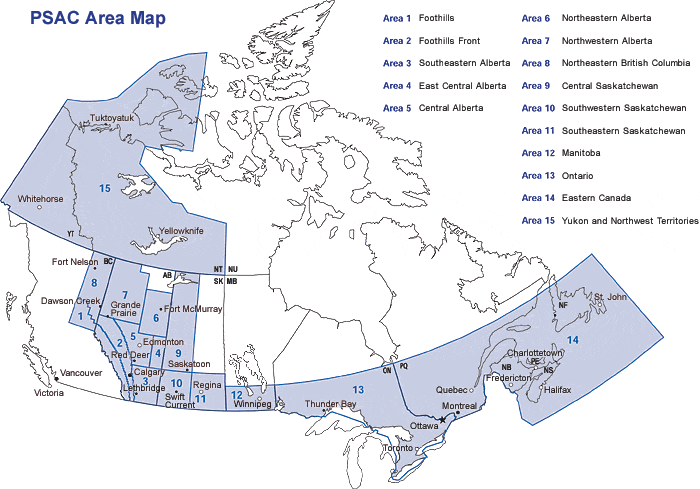 PSAC Area Map
Area 1 Foothills
Area 2 Foothills Front
Area 3 Southeastern Alberta
Area 4 East Central Alberta
Area 5 Central Alberta
Area 6 Northeastern Alberta
Area 7 Northwestern Alberta
Area 8 Northeastern British Columbia
Area 9 Central Saskatchewan
Area 10 Southwestern Saskatchewan
Area 11 Southeastern Saskatchewan
Area 12 Manitoba
Area 13 Ontario
Area 14 Eastern Canada
Area 15 Yukon and Northwest Territories
Tuktoyatuk
15
Whitehorse
YT
Yellowknife
Fort Nelson
BC
AB
NT NU
SK MB
8
7
Dawson Creek
Grande
Prairie
Fort McMurray
6
1
2
5
Edmonton
Red Deer
4
9
Saskatoon
Calgary
3
Lethbridge
10
Swift
Current
Regina
11
12
Winnipeg
Vancouver
Victoria
13
Thunder Bay
ON
PQ
Ottawa
Toronto
Quebec
Montreal
NF
St. John
14
Charlottetown
PE
NB
NS
Fredericton
Halifax